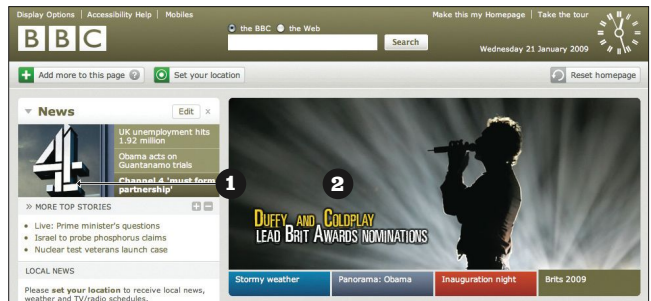 Display Options | Accessibility Help | Mobiles
BBC
the BBC the Web
Search
Make this my Homepage | Take the tour
Wednesday 21 January 2009
Add more to this page ?
Set your location
Reset homepage
News
Edit x
4
UK unemployment hits
1.92 million
Obama acts on
Guantanamo trials
Channel 4 'must form
partnership'
1
» MORE TOP STORIES
Live: Prime minister's questions
Israel to probe phosphorus claims
Nuclear test veterans launch case
LOCAL NEWS
Please set your location to receive local news,
weather and TV/radio schedules.
2
DUFFY AND COLDPLAY
LEAD BRIT AWARDS NOMINATIONS
Stormy weather
Panorama: Obama
Inauguration night
Brits 2009